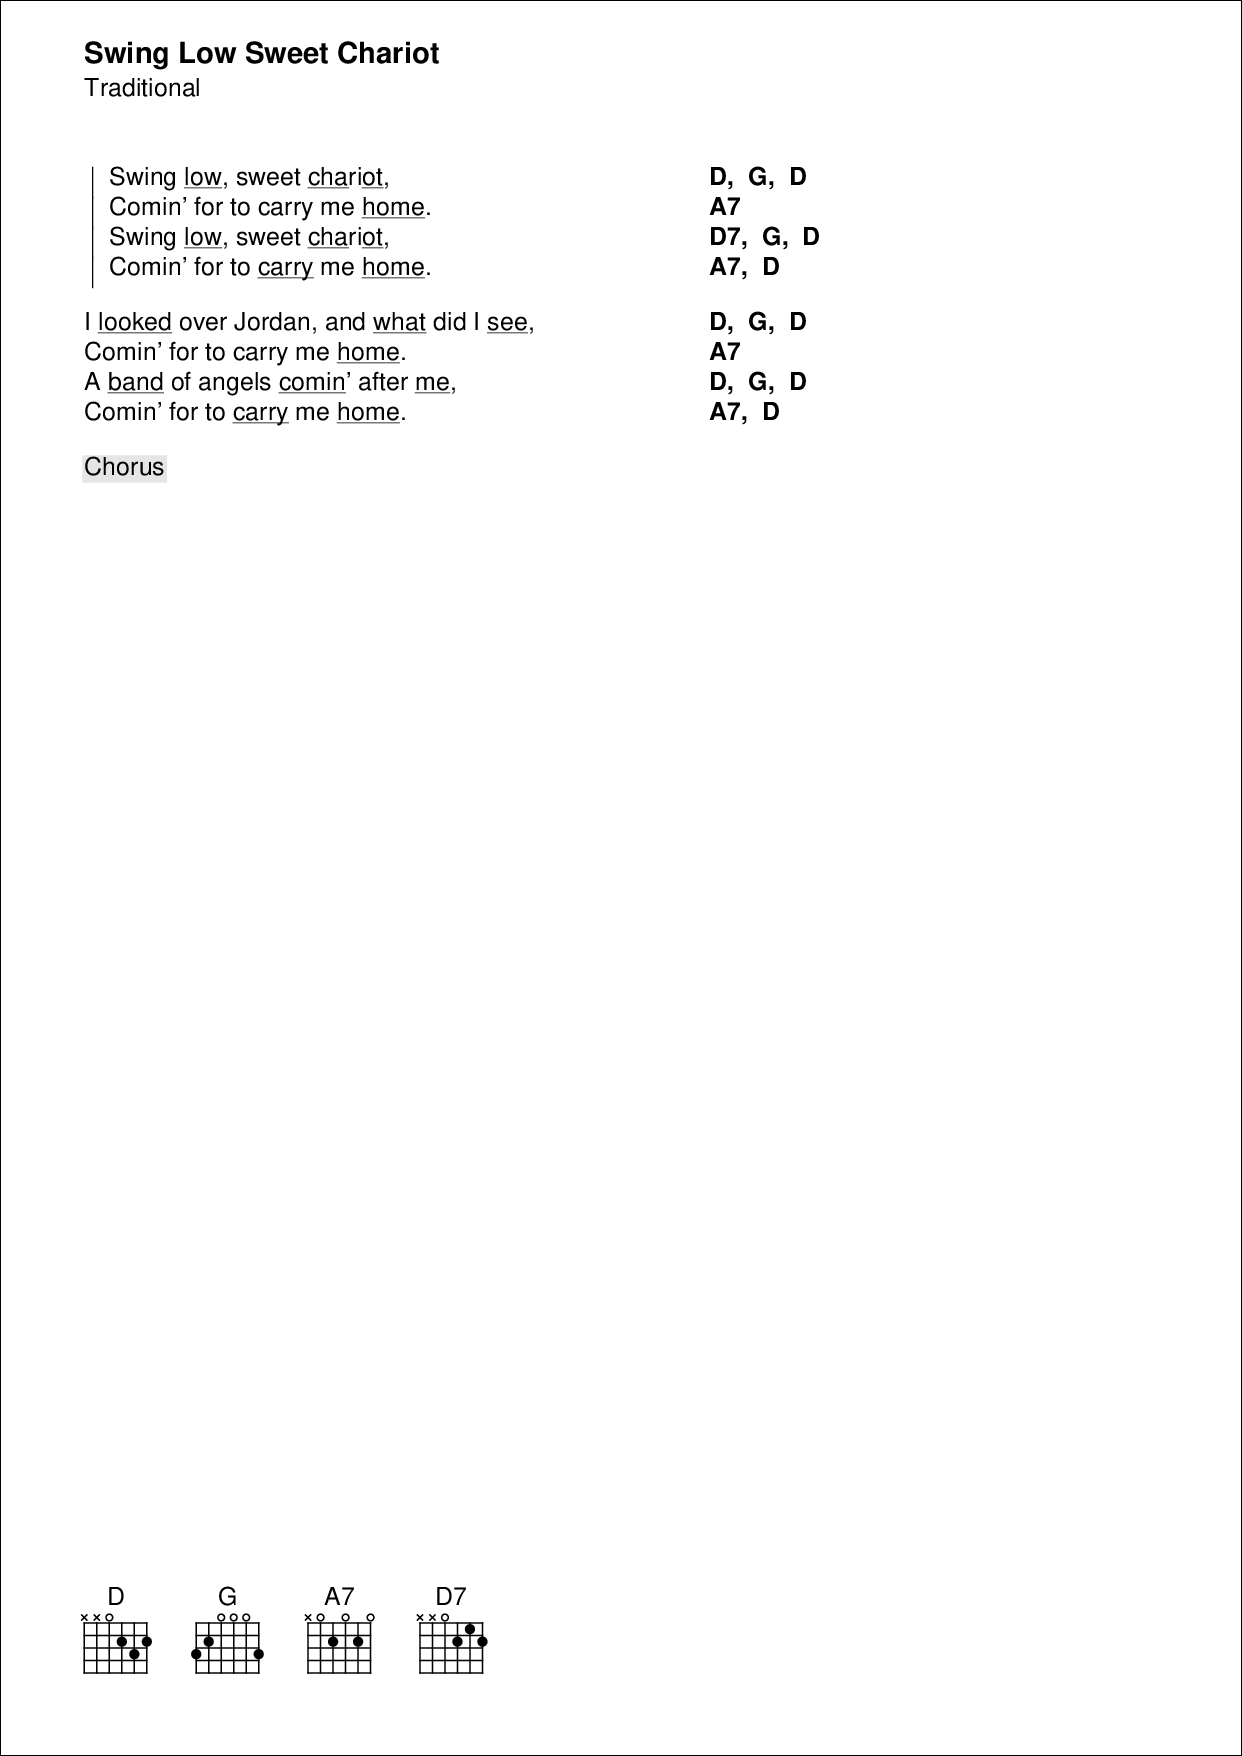 Swing Low Sweet Chariot
Traditional
Swing low, sweet chariot, D, G, D
Comin’ for to carry me home. A7
Swing low, sweet chariot, D7, G, D
Comin’ for to carry me home. A7, D
I looked over Jordan, and what did I see, D, G, D
Comin’ for to carry me home. A7
A band of angels comin’ after me, D, G, D
Comin’ for to carry me home. A7, D
Chorus
D G A7 D7